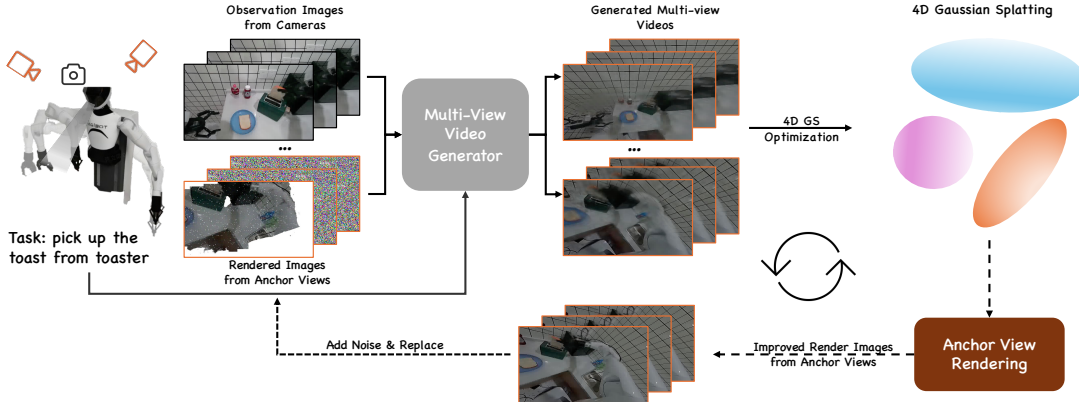 Observation Images
from Cameras
Generated Multi-view
Videos
4D Gaussian Splatting
Multi-View
Video
Generator
4D GS
Optimization
...
...
Task: pick up the
toast from toaster
Rendered Images
from Anchor Views
Add Noise & Replace
Improved Render Images
from Anchor Views
Anchor View
Rendering